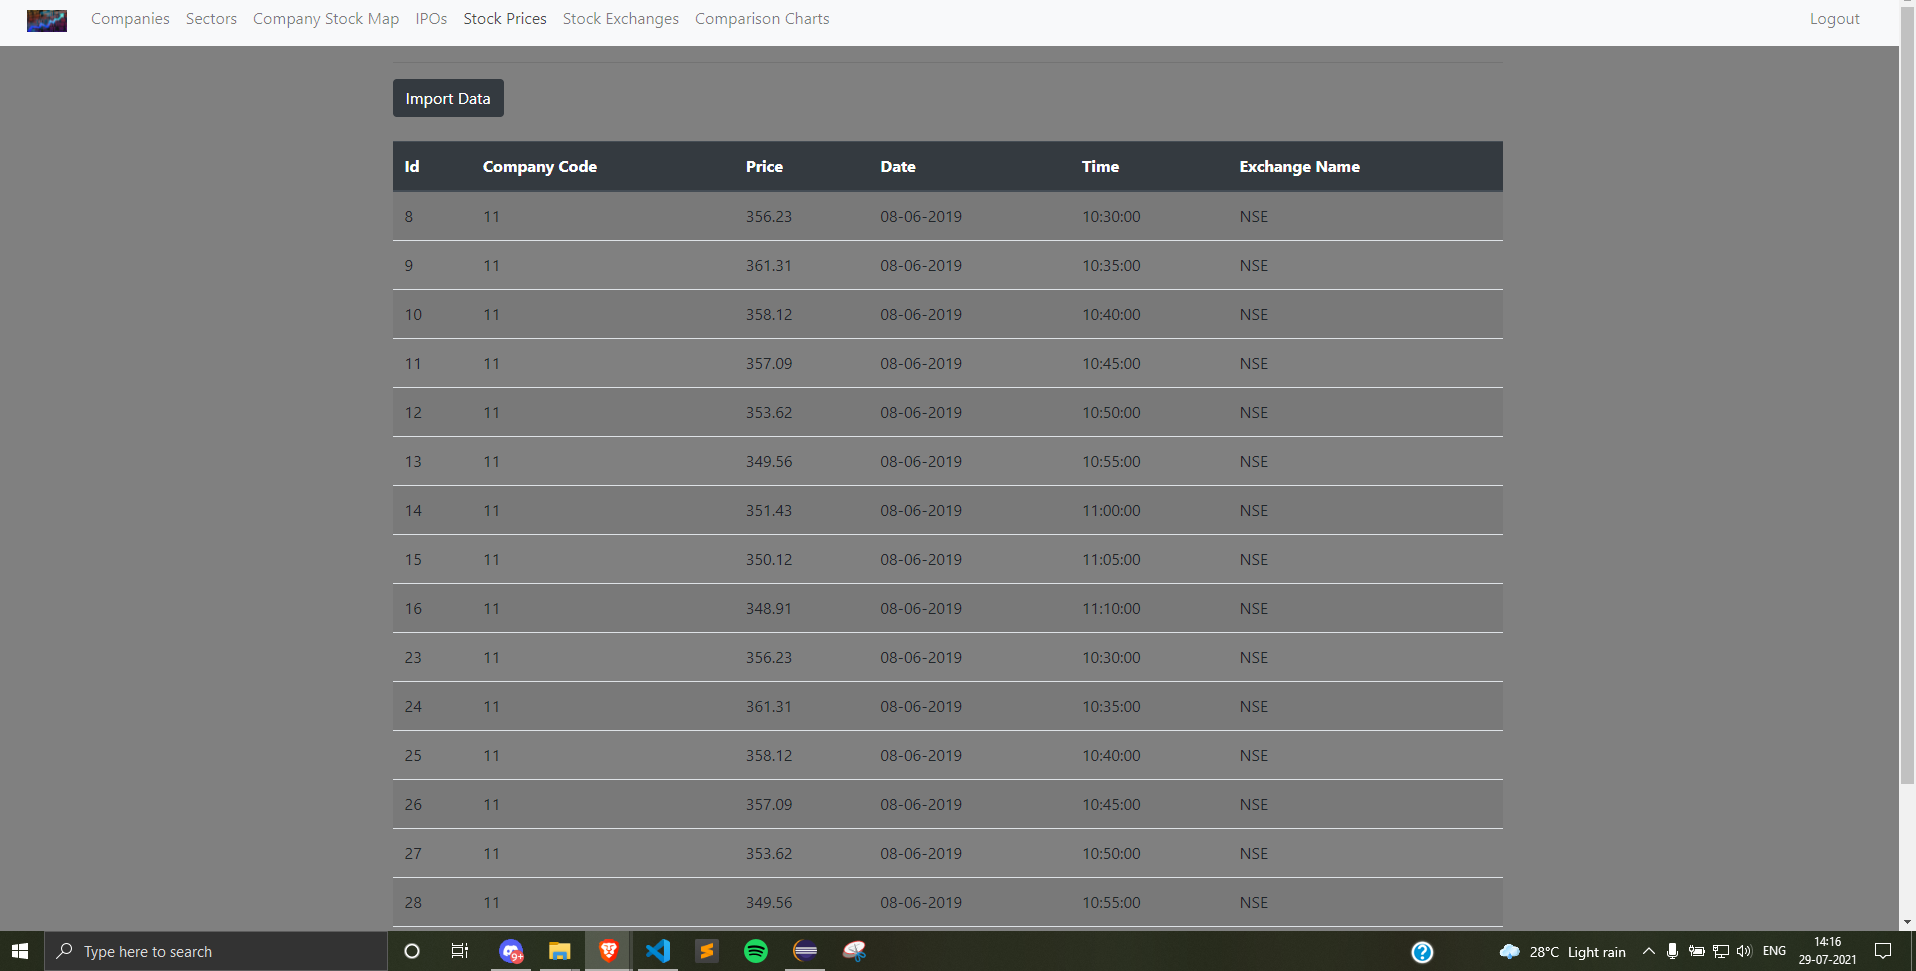 Companies Sectors Company Stock Map IPOs Stock Prices Stock Exchanges Comparison Charts Logout
Import Data
Id Company Code Price Date Time Exchange Name
8 11 356.23 08-06-2019 10:30:00 NSE
9 11 361.31 08-06-2019 10:35:00 NSE
10 11 358.12 08-06-2019 10:40:00 NSE
11 11 357.09 08-06-2019 10:45:00 NSE
12 11 353.62 08-06-2019 10:50:00 NSE
13 11 349.56 08-06-2019 10:55:00 NSE
14 11 351.43 08-06-2019 11:00:00 NSE
15 11 350.12 08-06-2019 11:05:00 NSE
16 11 348.91 08-06-2019 11:10:00 NSE
23 11 356.23 08-06-2019 10:30:00 NSE
24 11 361.31 08-06-2019 10:35:00 NSE
25 11 358.12 08-06-2019 10:40:00 NSE
26 11 357.09 08-06-2019 10:45:00 NSE
27 11 353.62 08-06-2019 10:50:00 NSE
28 11 349.56 08-06-2019 10:55:00 NSE
Type here to search 9+ 28°C Light rain ENG 14:16
29-07-2021